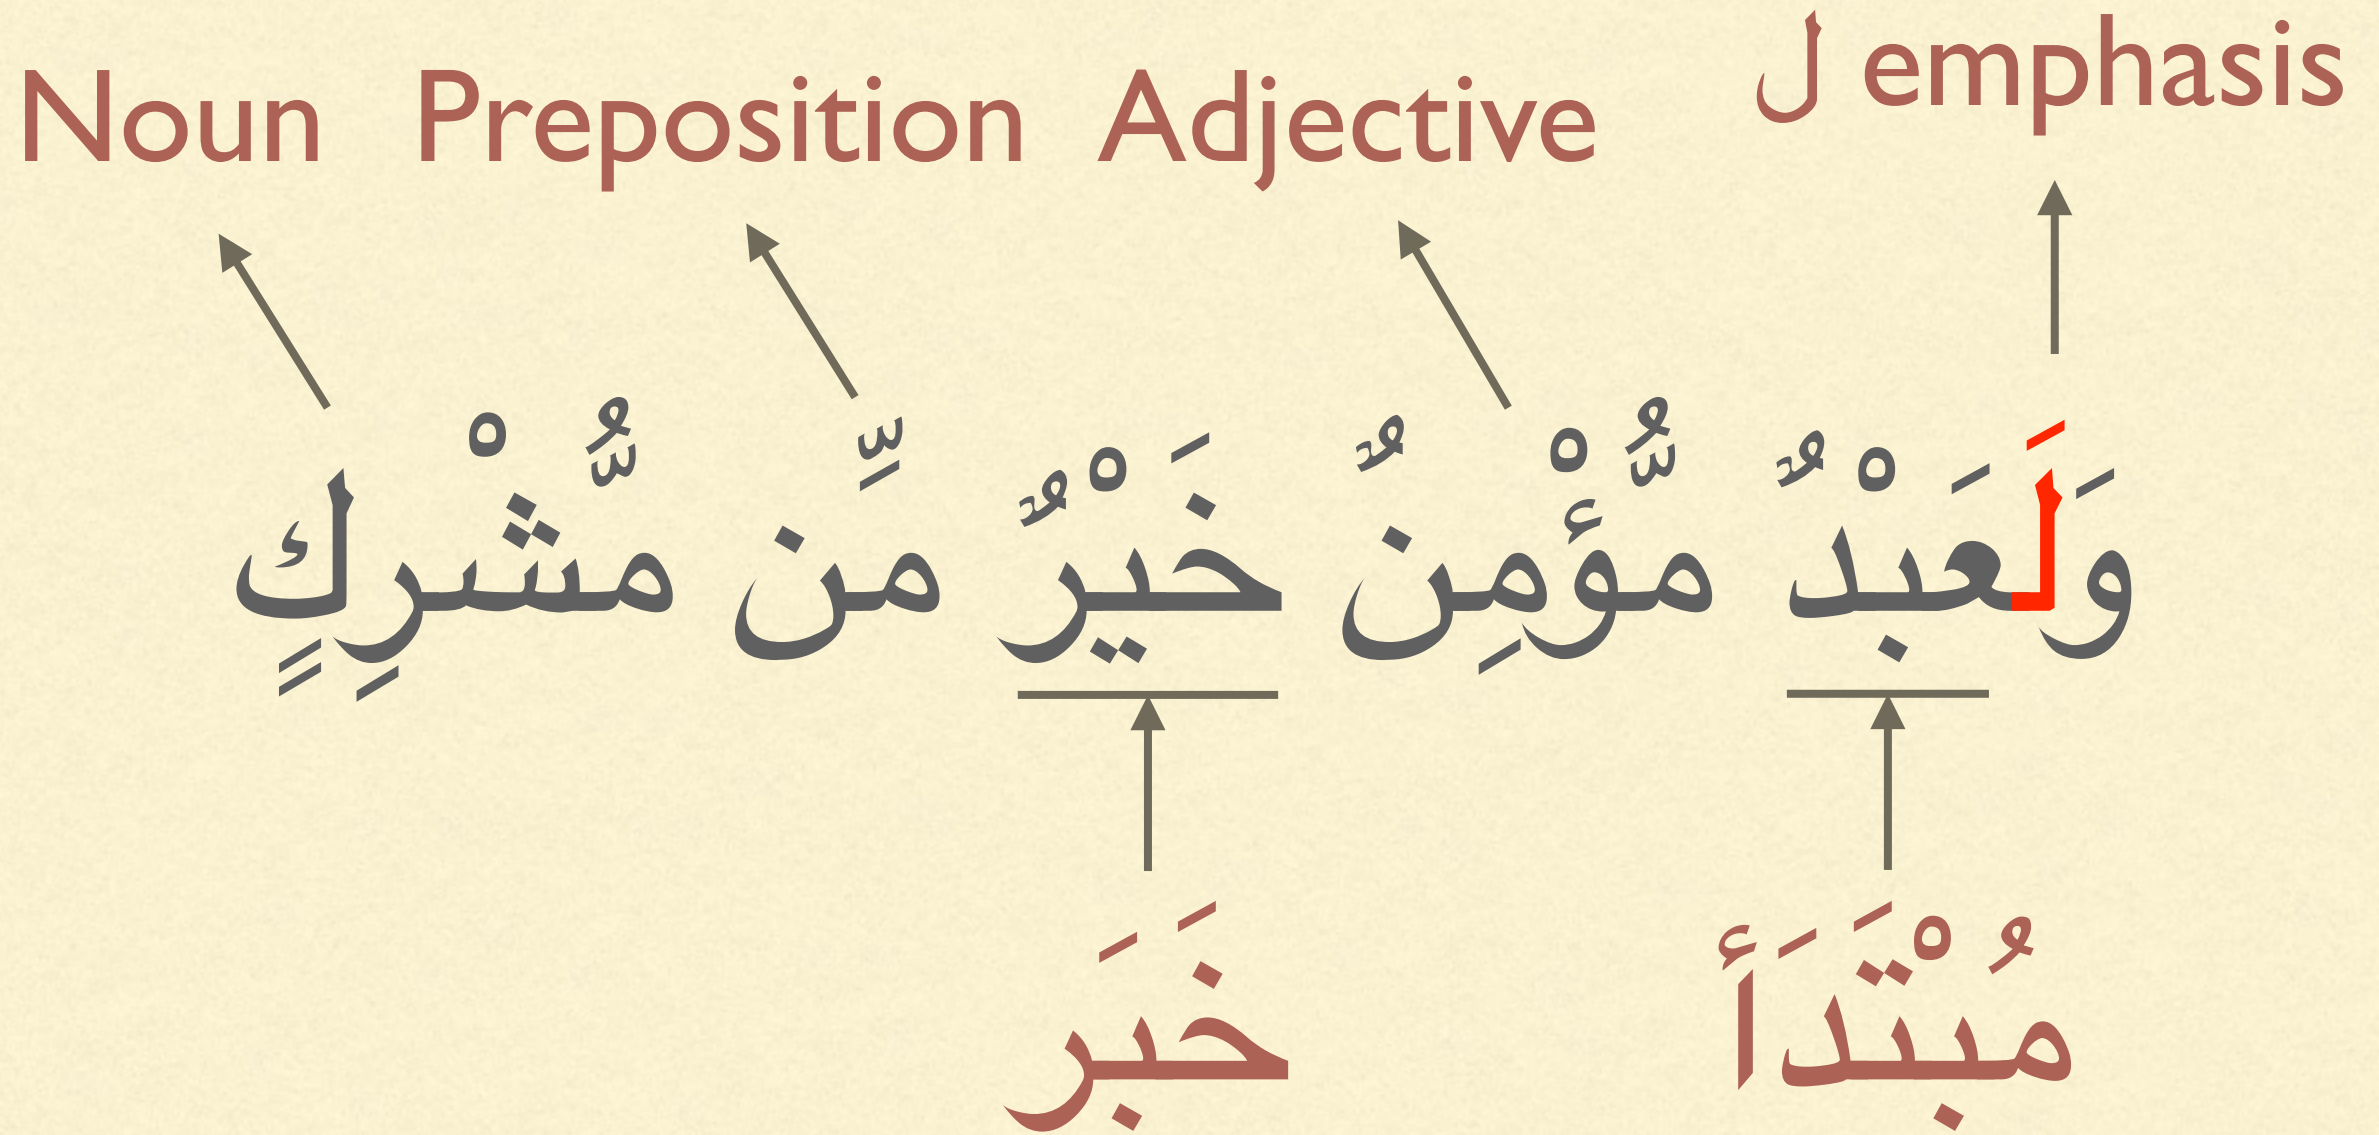 ل emphasis
Noun Preposition Adjective
وَلَعَبْدٌ مُّؤْمِنٌ خَيْرٌ مِّن مُّشْرِكٍ
مُبْتَدَأ خَبَر